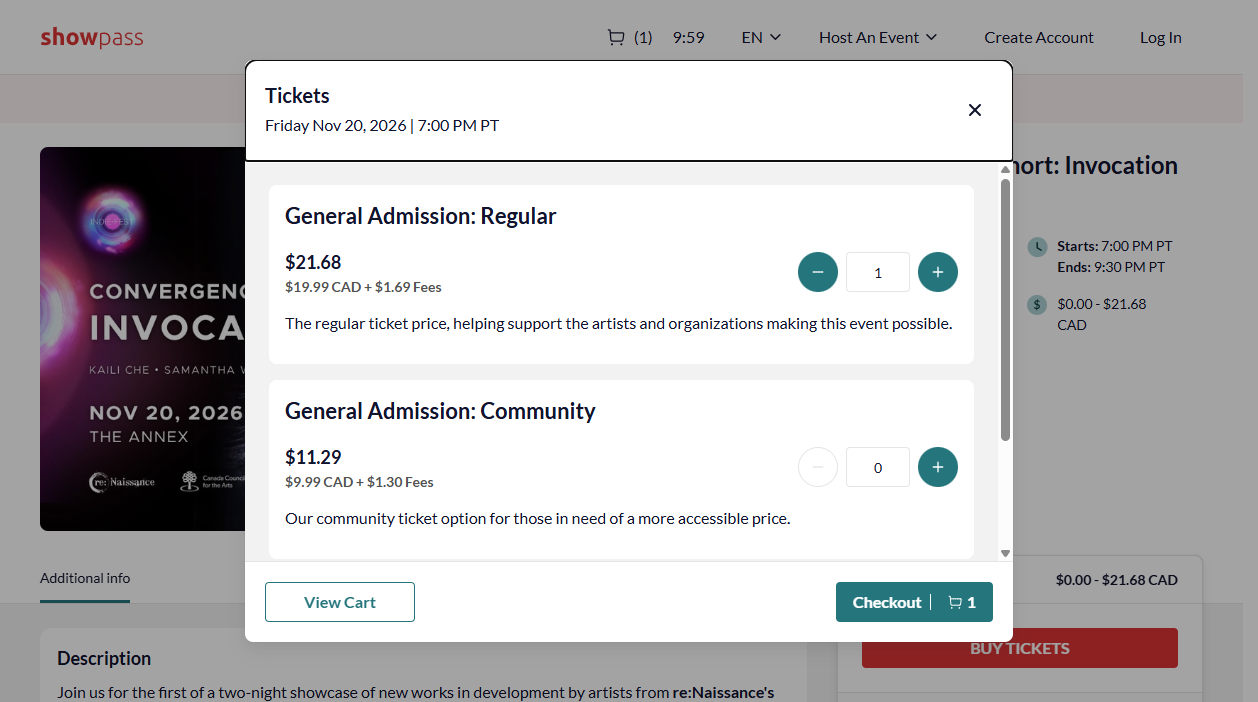 showpass
(1)
9:59
EN
Host An Event
Create Account
Log In
Tickets
Friday Nov 20, 2026 | 7:00 PM PT
hort: Invocation
General Admission: Regular
$21.68
$19.99 CAD + $1.69 Fees
1
The regular ticket price, helping support the artists and organizations making this event possible.
General Admission: Community
$11.29
$9.99 CAD + $1.30 Fees
0
Our community ticket option for those in need of a more accessible price.
View Cart
Checkout | 1
CONVERGENC
INVOCA
KAILI CHE • SAMANTHA W
NOV 20, 2026
THE ANNEX
re: Naissance
Canada Counci
for the Arts
Starts: 7:00 PM PT
Ends: 9:30 PM PT
$
$0.00 - $21.68
CAD
Additional info
$0.00 - $21.68 CAD
BUY TICKETS
Description
Join us for the first of a two-night showcase of new works in development by artists from re:Naissance's